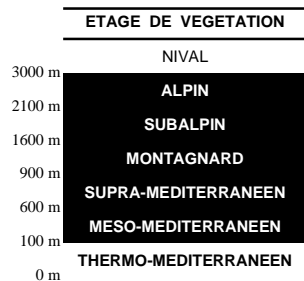 ETAGE DE VEGETATION
NIVAL
3000 m
ALPIN
2100 m
SUBALPIN
1600 m
MONTAGNARD
900 m
SUPRA-MEDITERRANEEN
600 m
MESO-MEDITERRANEEN
100 m
THERMO-MEDITERRANEEN
0 m